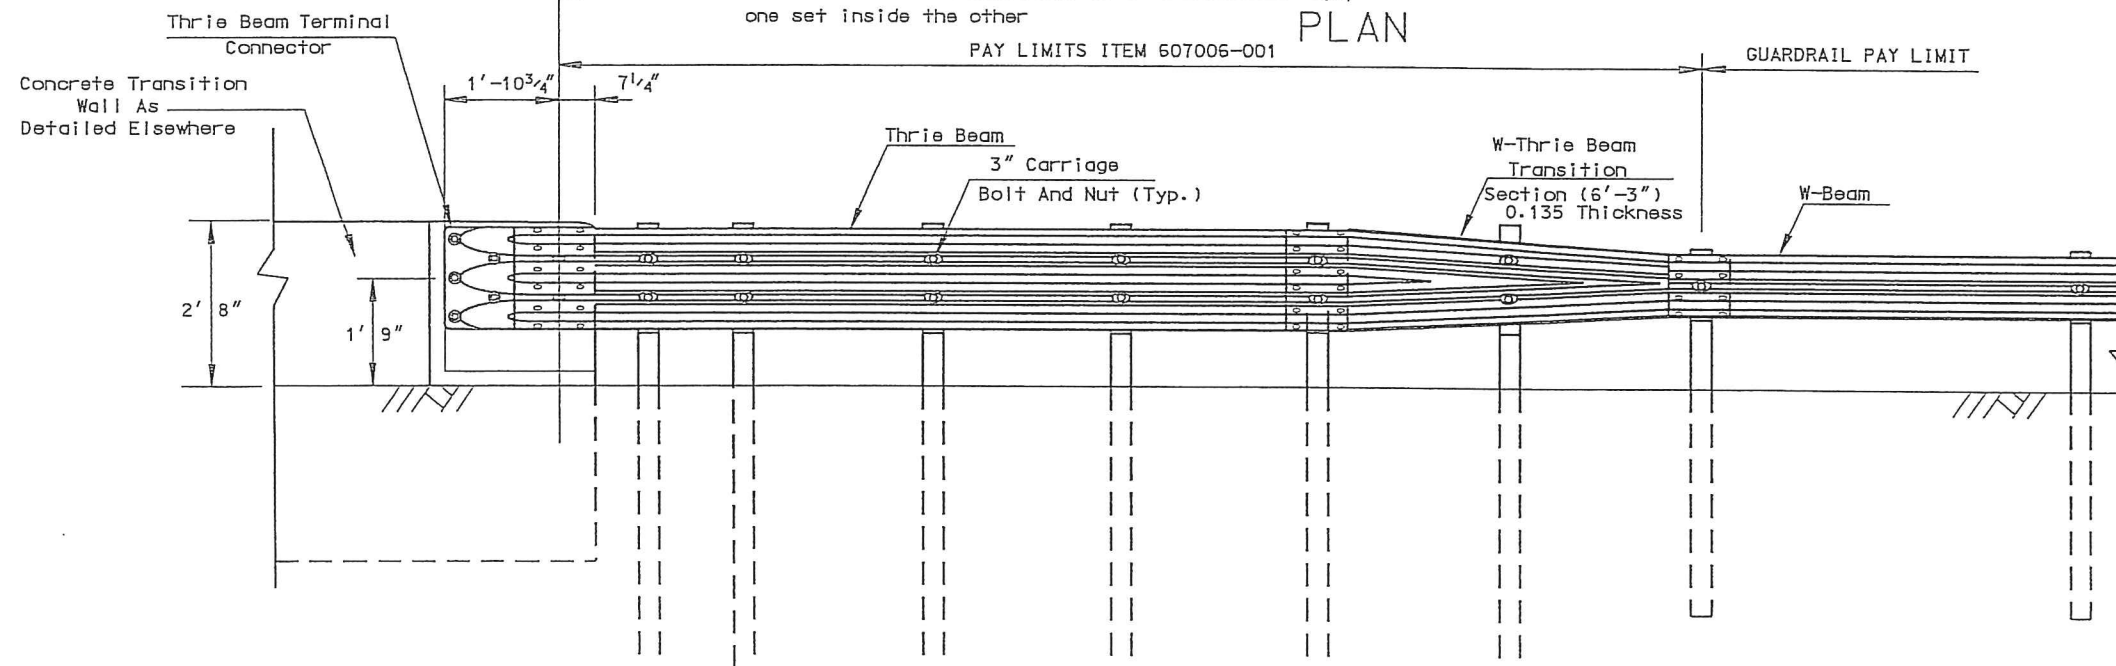 one set inside the other
PLAN
Thrie Beam Terminal
Connector
PAY LIMITS ITEM 607006-001
GUARDRAIL PAY LIMIT
Concrete Transition
Wall As
Detailed Elsewhere
1'-10¾"
7¼"
Thrie Beam
3" Carriage
Bolt And Nut (Typ.)
W-Thrie Beam
Transition
Section (6'-3")
0.135 Thickness
W-Beam
2' 8"
1' 9"